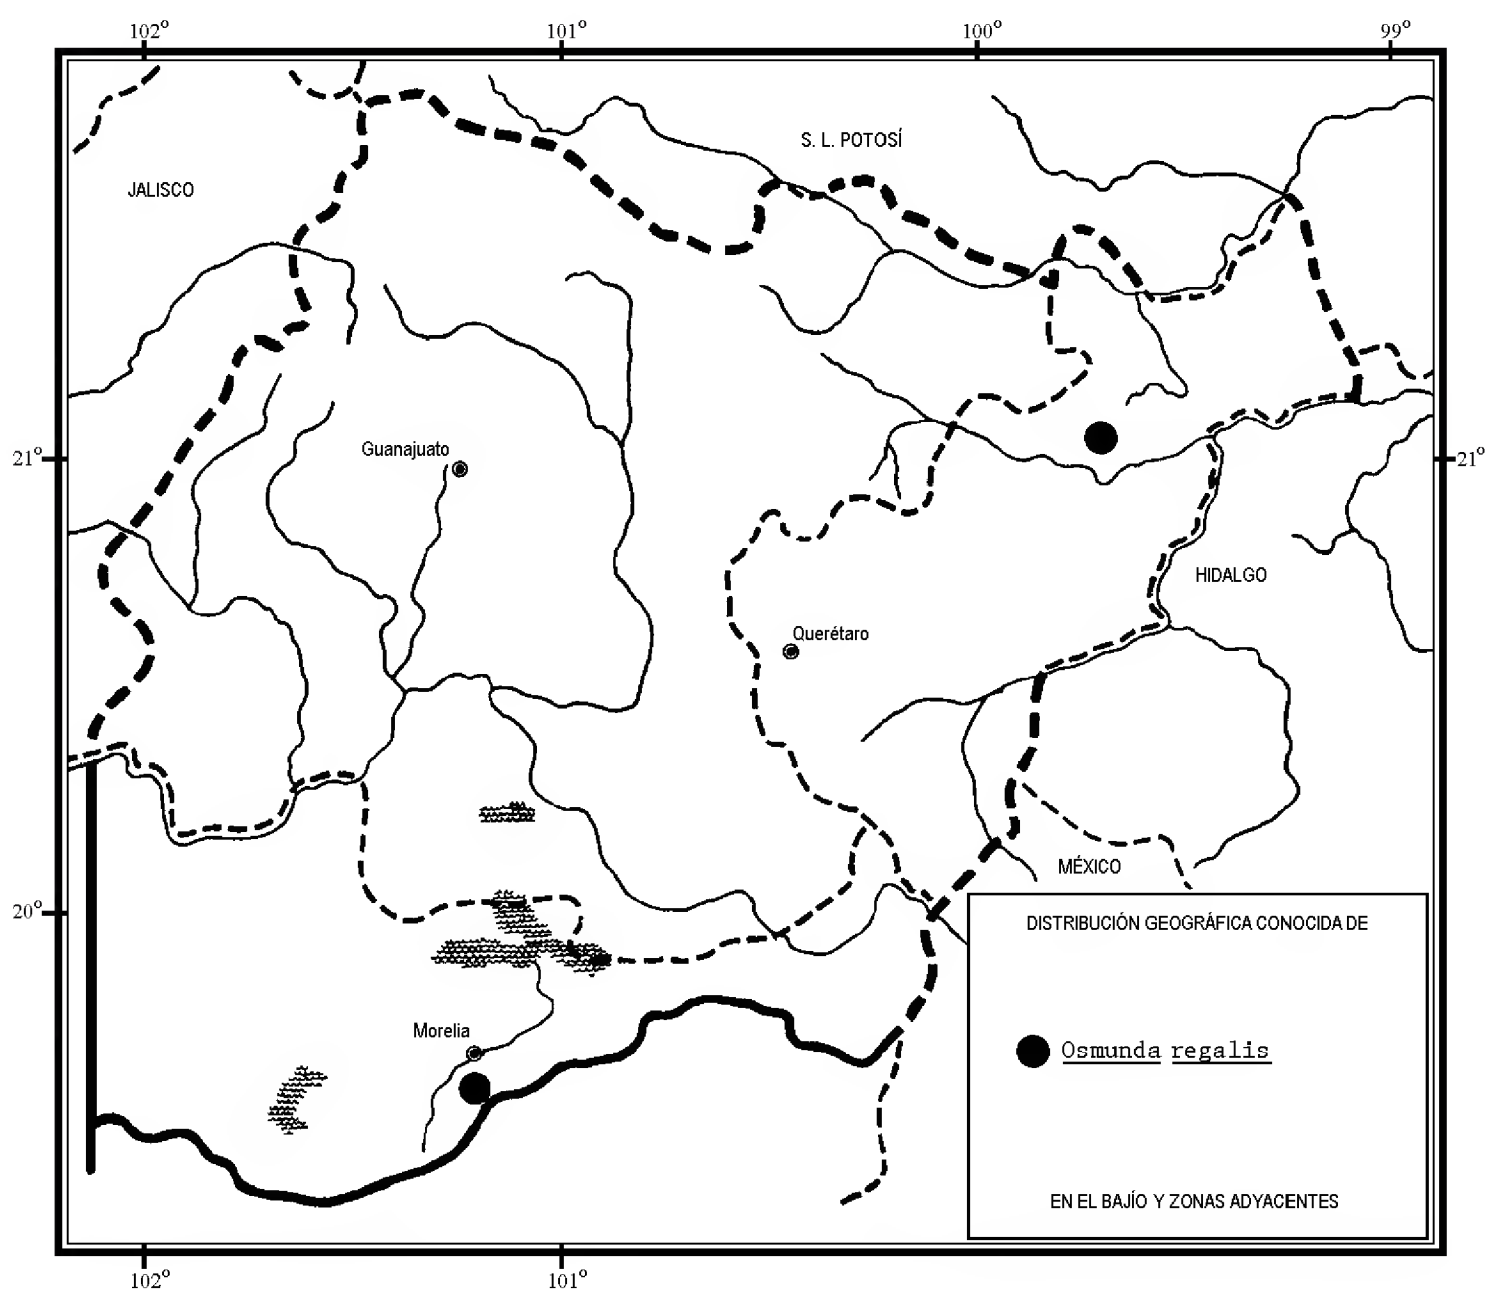 102° 101° 100° 99°
S. L. POTOSÍ
JALISCO
Guanajuato
21° 21°
HIDALGO
Querétaro
MÉXICO
20°
DISTRIBUCIÓN GEOGRÁFICA CONOCIDA DE
Morelia
Osmunda regalis
EN EL BAJÍO Y ZONAS ADYACENTES
102° 101°